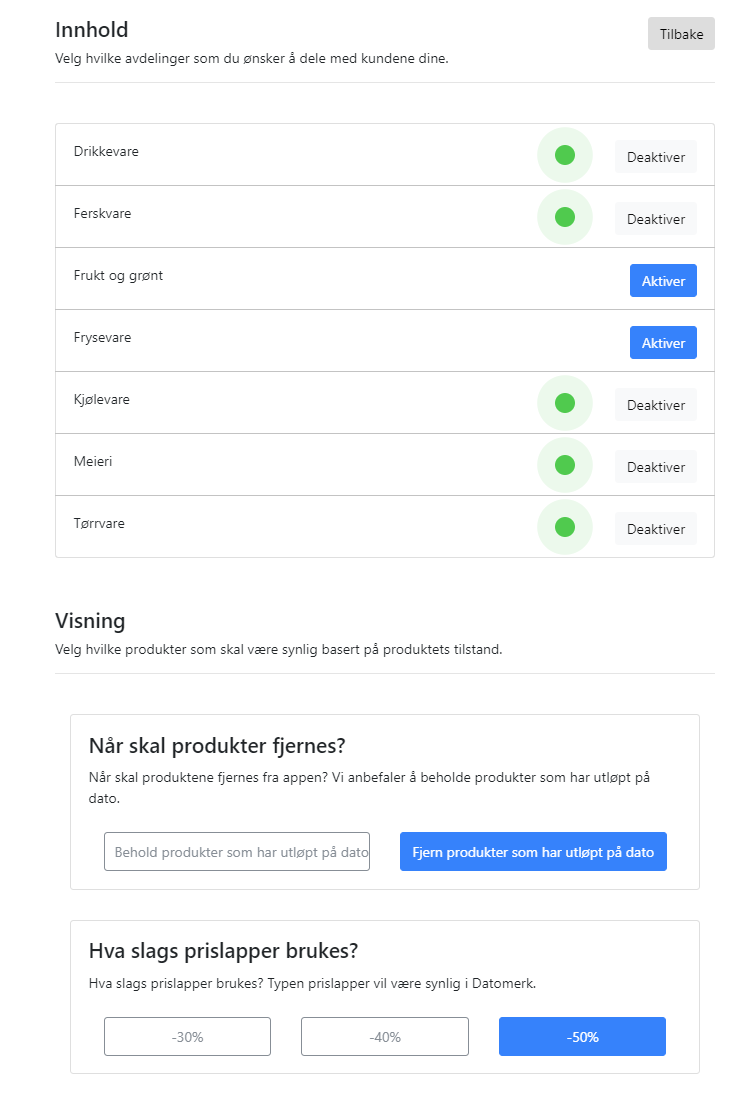 Innhold
Tilbake
Velg hvilke avdelinger som du ønsker å dele med kundene dine.
Drikkevare
Deaktiver
Ferskvare
Deaktiver
Frukt og grønt
Aktiver
Frysevare
Aktiver
Kjølevare
Deaktiver
Meieri
Deaktiver
Tørrvare
Deaktiver
Visning
Velg hvilke produkter som skal være synlig basert på produktets tilstand.
Når skal produkter fjernes?
Når skal produktene fjernes fra appen? Vi anbefaler å beholde produkter som har utløpt på
dato.
Behold produkter som har utløpt på dato
Fjern produkter som har utløpt på dato
Hva slags prislapper brukes?
Hva slags prislapper brukes? Typen prislapper vil være synlig i Datomerk.
-30%
-40%
-50%